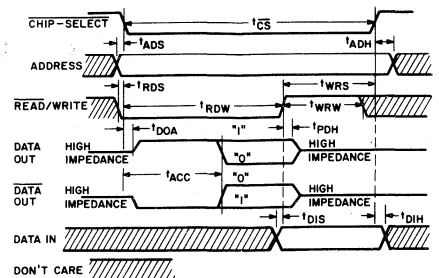 CHIP-SELECT tCS
tADS tADH
ADDRESS
tRDS tWRS
READ/WRITE tRDW tWRW
tDOA "1" tPDH
DATA OUT HIGH IMPEDANCE "0" HIGH IMPEDANCE
tACC "0"
DATA OUT HIGH IMPEDANCE "1" HIGH IMPEDANCE
DATA IN tDIS tDIH
DON'T CARE